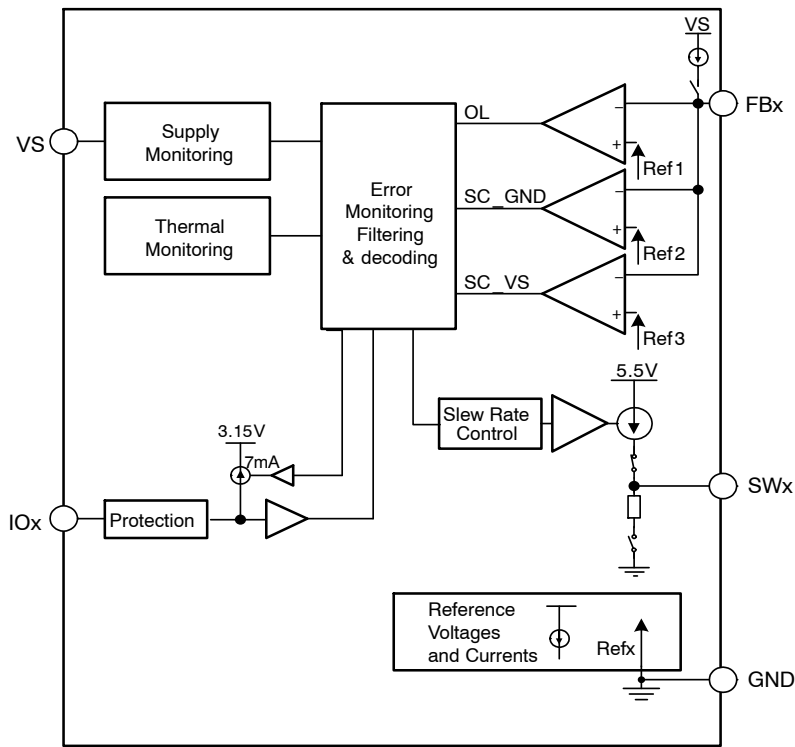 VS
FBx
OL
Ref1
VS
Supply
Monitoring
Error
Monitoring
Filtering
& decoding
SC_GND
Ref2
Thermal
Monitoring
SC_VS
Ref3
5.5V
Slew Rate
Control
3.15V
7mA
SWx
IOx
Protection
Reference
Voltages
and Currents
Refx
GND